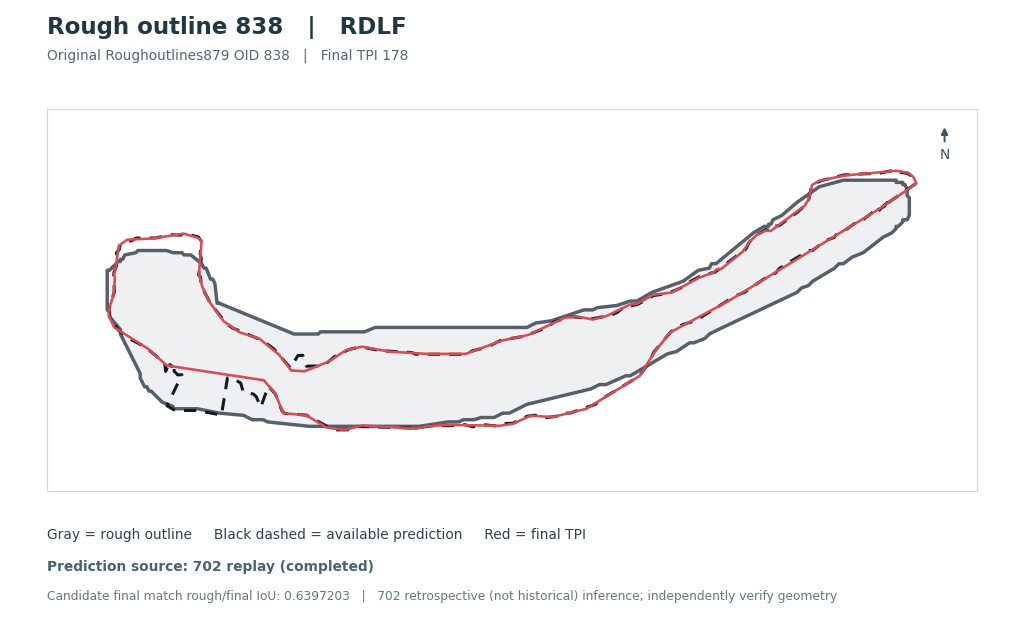 Rough outline 838   |   RDLF
Original Roughoutlines879 OID 838   |   Final TPI 178
N
Gray = rough outline     Black dashed = available prediction     Red = final TPI
Prediction source: 702 replay (completed)
Candidate final match rough/final IoU: 0.6397203   |   702 retrospective (not historical) inference; independently verify geometry